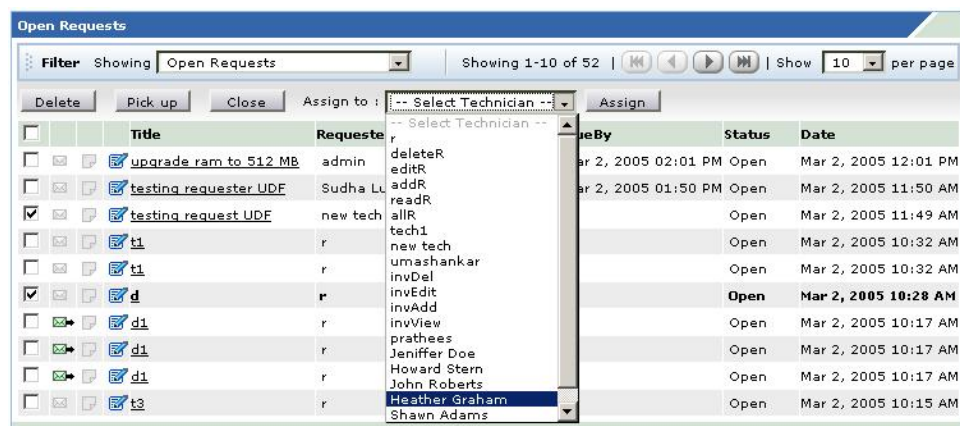 Open Requests
Filter Showing Open Requests Showing 1-10 of 52 | | Show 10 per page
Delete Pick up Close Assign to : -- Select Technician -- Assign
Title Requeste ueBy Status Date
upgrade ram to 512 MB admin ar 2, 2005 02:01 PM Open Mar 2, 2005 12:01 PM
testing requester UDF Sudha Lu ar 2, 2005 01:50 PM Open Mar 2, 2005 11:50 AM
testing request UDF new tech Open Mar 2, 2005 11:49 AM
t1 r Open Mar 2, 2005 10:32 AM
t1 r Open Mar 2, 2005 10:32 AM
d r Open Mar 2, 2005 10:28 AM
d1 r Open Mar 2, 2005 10:17 AM
d1 r Open Mar 2, 2005 10:17 AM
d1 r Open Mar 2, 2005 10:17 AM
t3 r Open Mar 2, 2005 10:15 AM
-- Select Technician --
r
deleteR
editR
addR
readR
allR
tech1
new tech
umashankar
invDel
invEdit
invAdd
invView
prathees
Jeniffer Doe
Howard Stern
John Roberts
Heather Graham
Shawn Adams